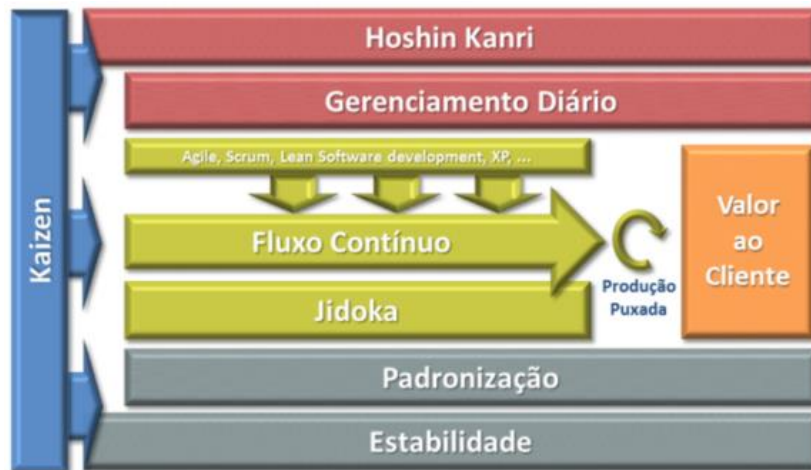 Kaizen
Hoshin Kanri
Gerenciamento Diário
Agile, Scrum, Lean Software development, XP, ...
Fluxo Contínuo
Jidoka
Produção
Puxada
Valor
ao
Cliente
Padronização
Estabilidade